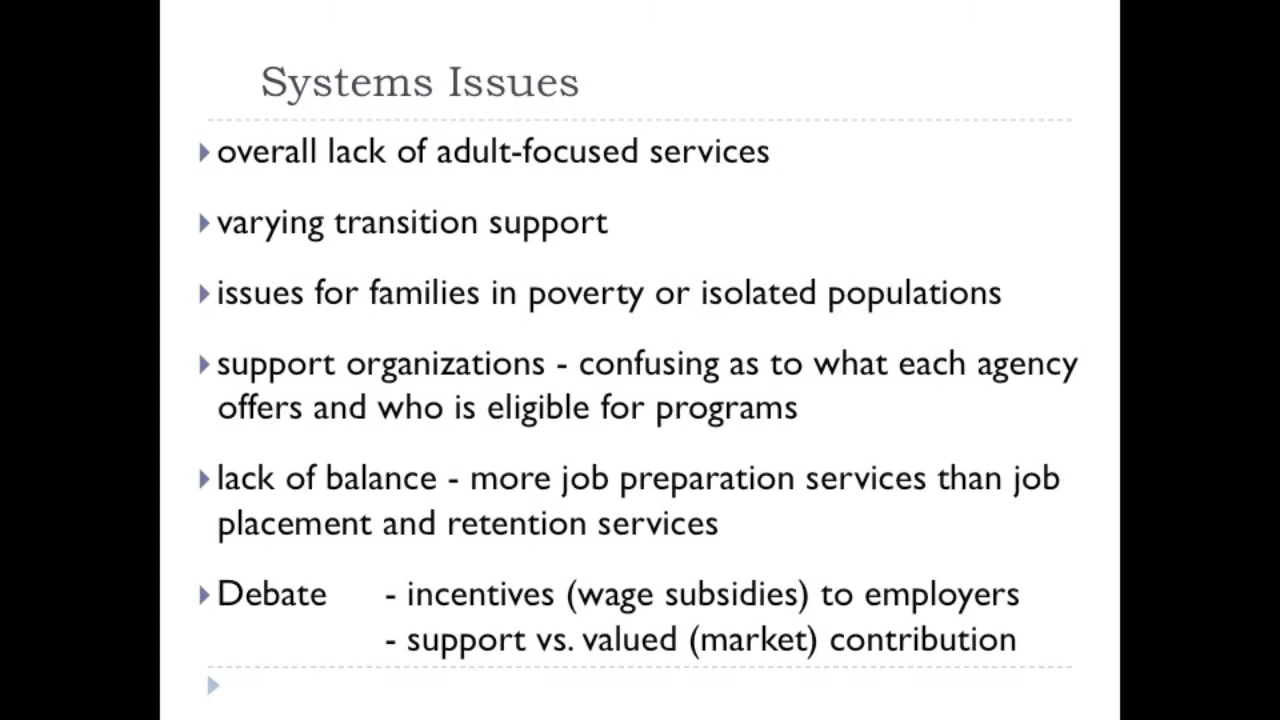 Systems Issues
overall lack of adult-focused services
varying transition support
issues for families in poverty or isolated populations
support organizations - confusing as to what each agency
offers and who is eligible for programs
lack of balance - more job preparation services than job
placement and retention services
Debate - incentives (wage subsidies) to employers
- support vs. valued (market) contribution